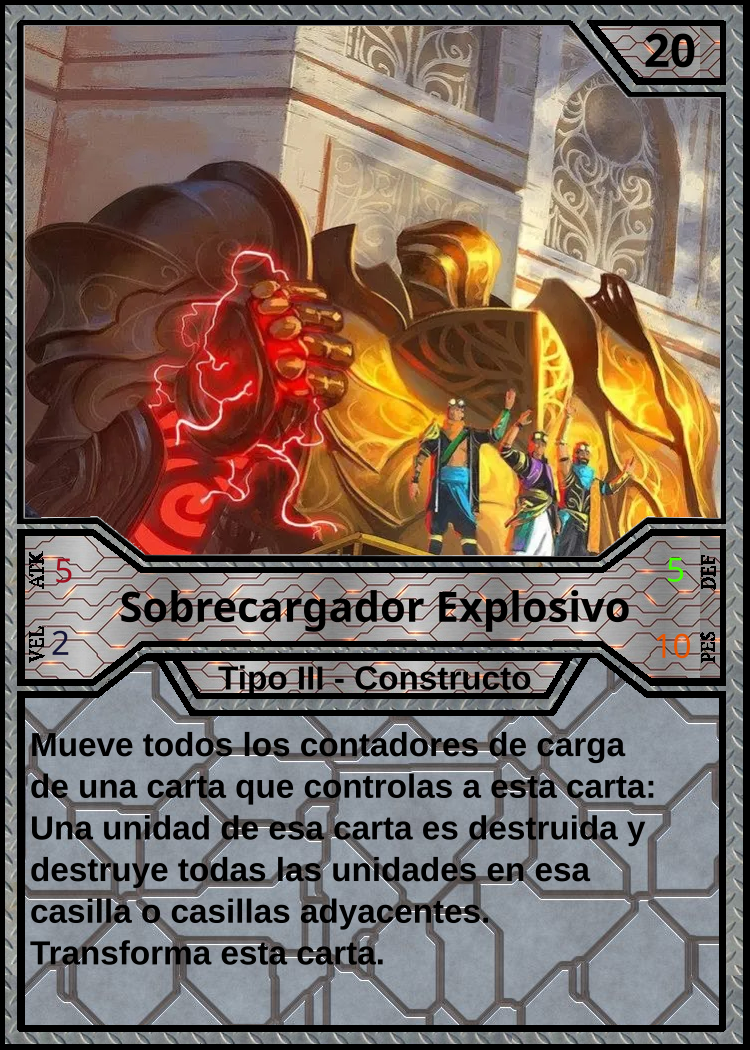 20
ATK 5
5 DEF
Sobrecargador Explosivo
VEL 2
10 PES
Tipo III - Constructo
Mueve todos los contadores de carga
de una carta que controlas a esta carta:
Una unidad de esa carta es destruida y
destruye todas las unidades en esa
casilla o casillas adyacentes.
Transforma esta carta.